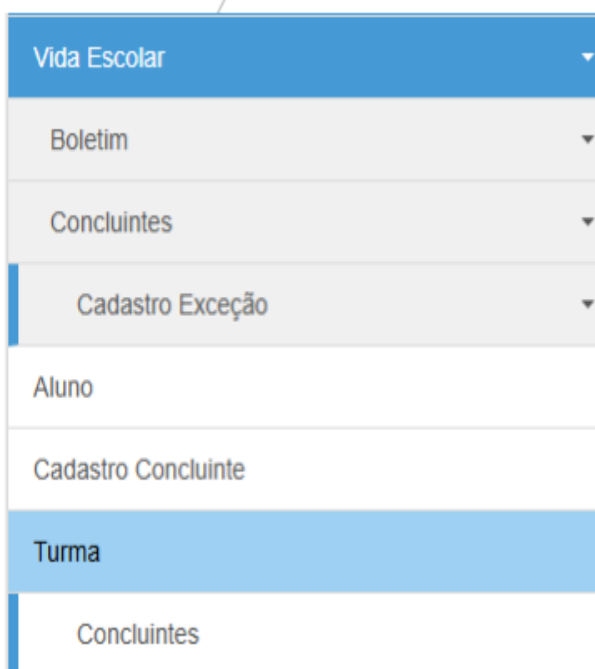 Vida Escolar
Boletim
Concluintes
Cadastro Exceção
Aluno
Cadastro Concluinte
Turma
Concluintes